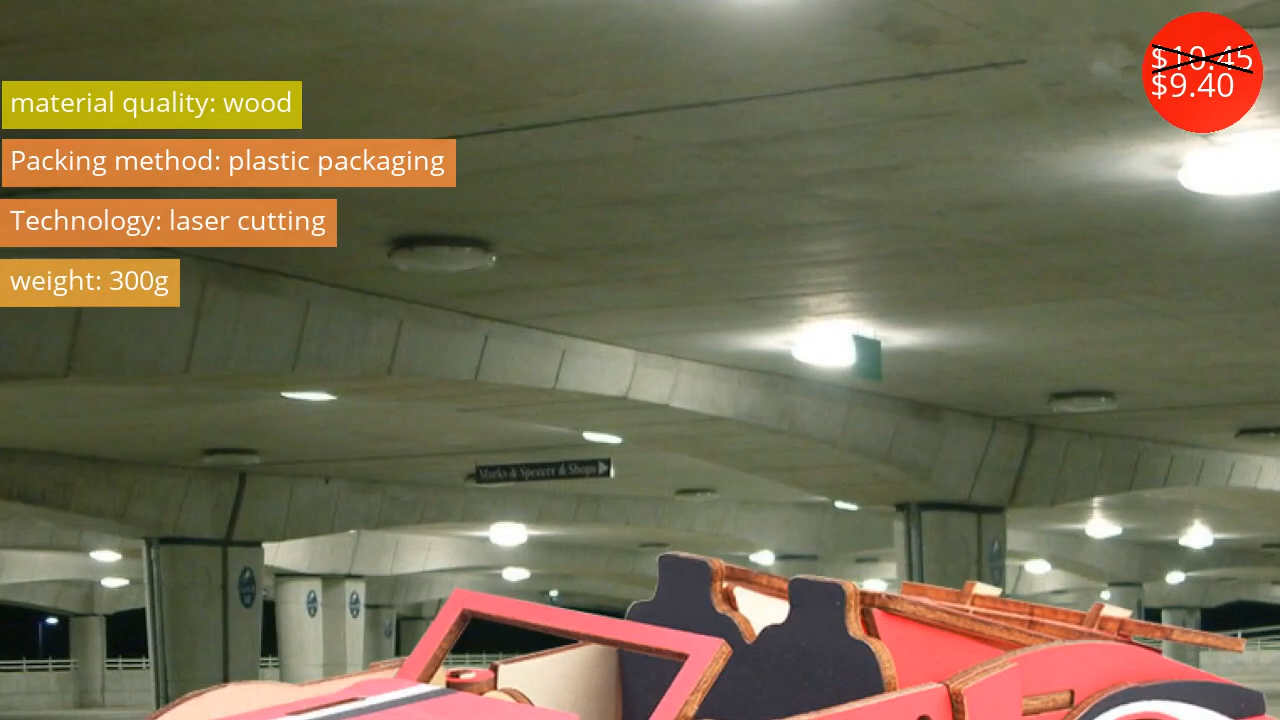 $10.45
$9.40
material quality: wood
Packing method: plastic packaging
Technology: laser cutting
weight: 300g
Marks & Spencer & Shops